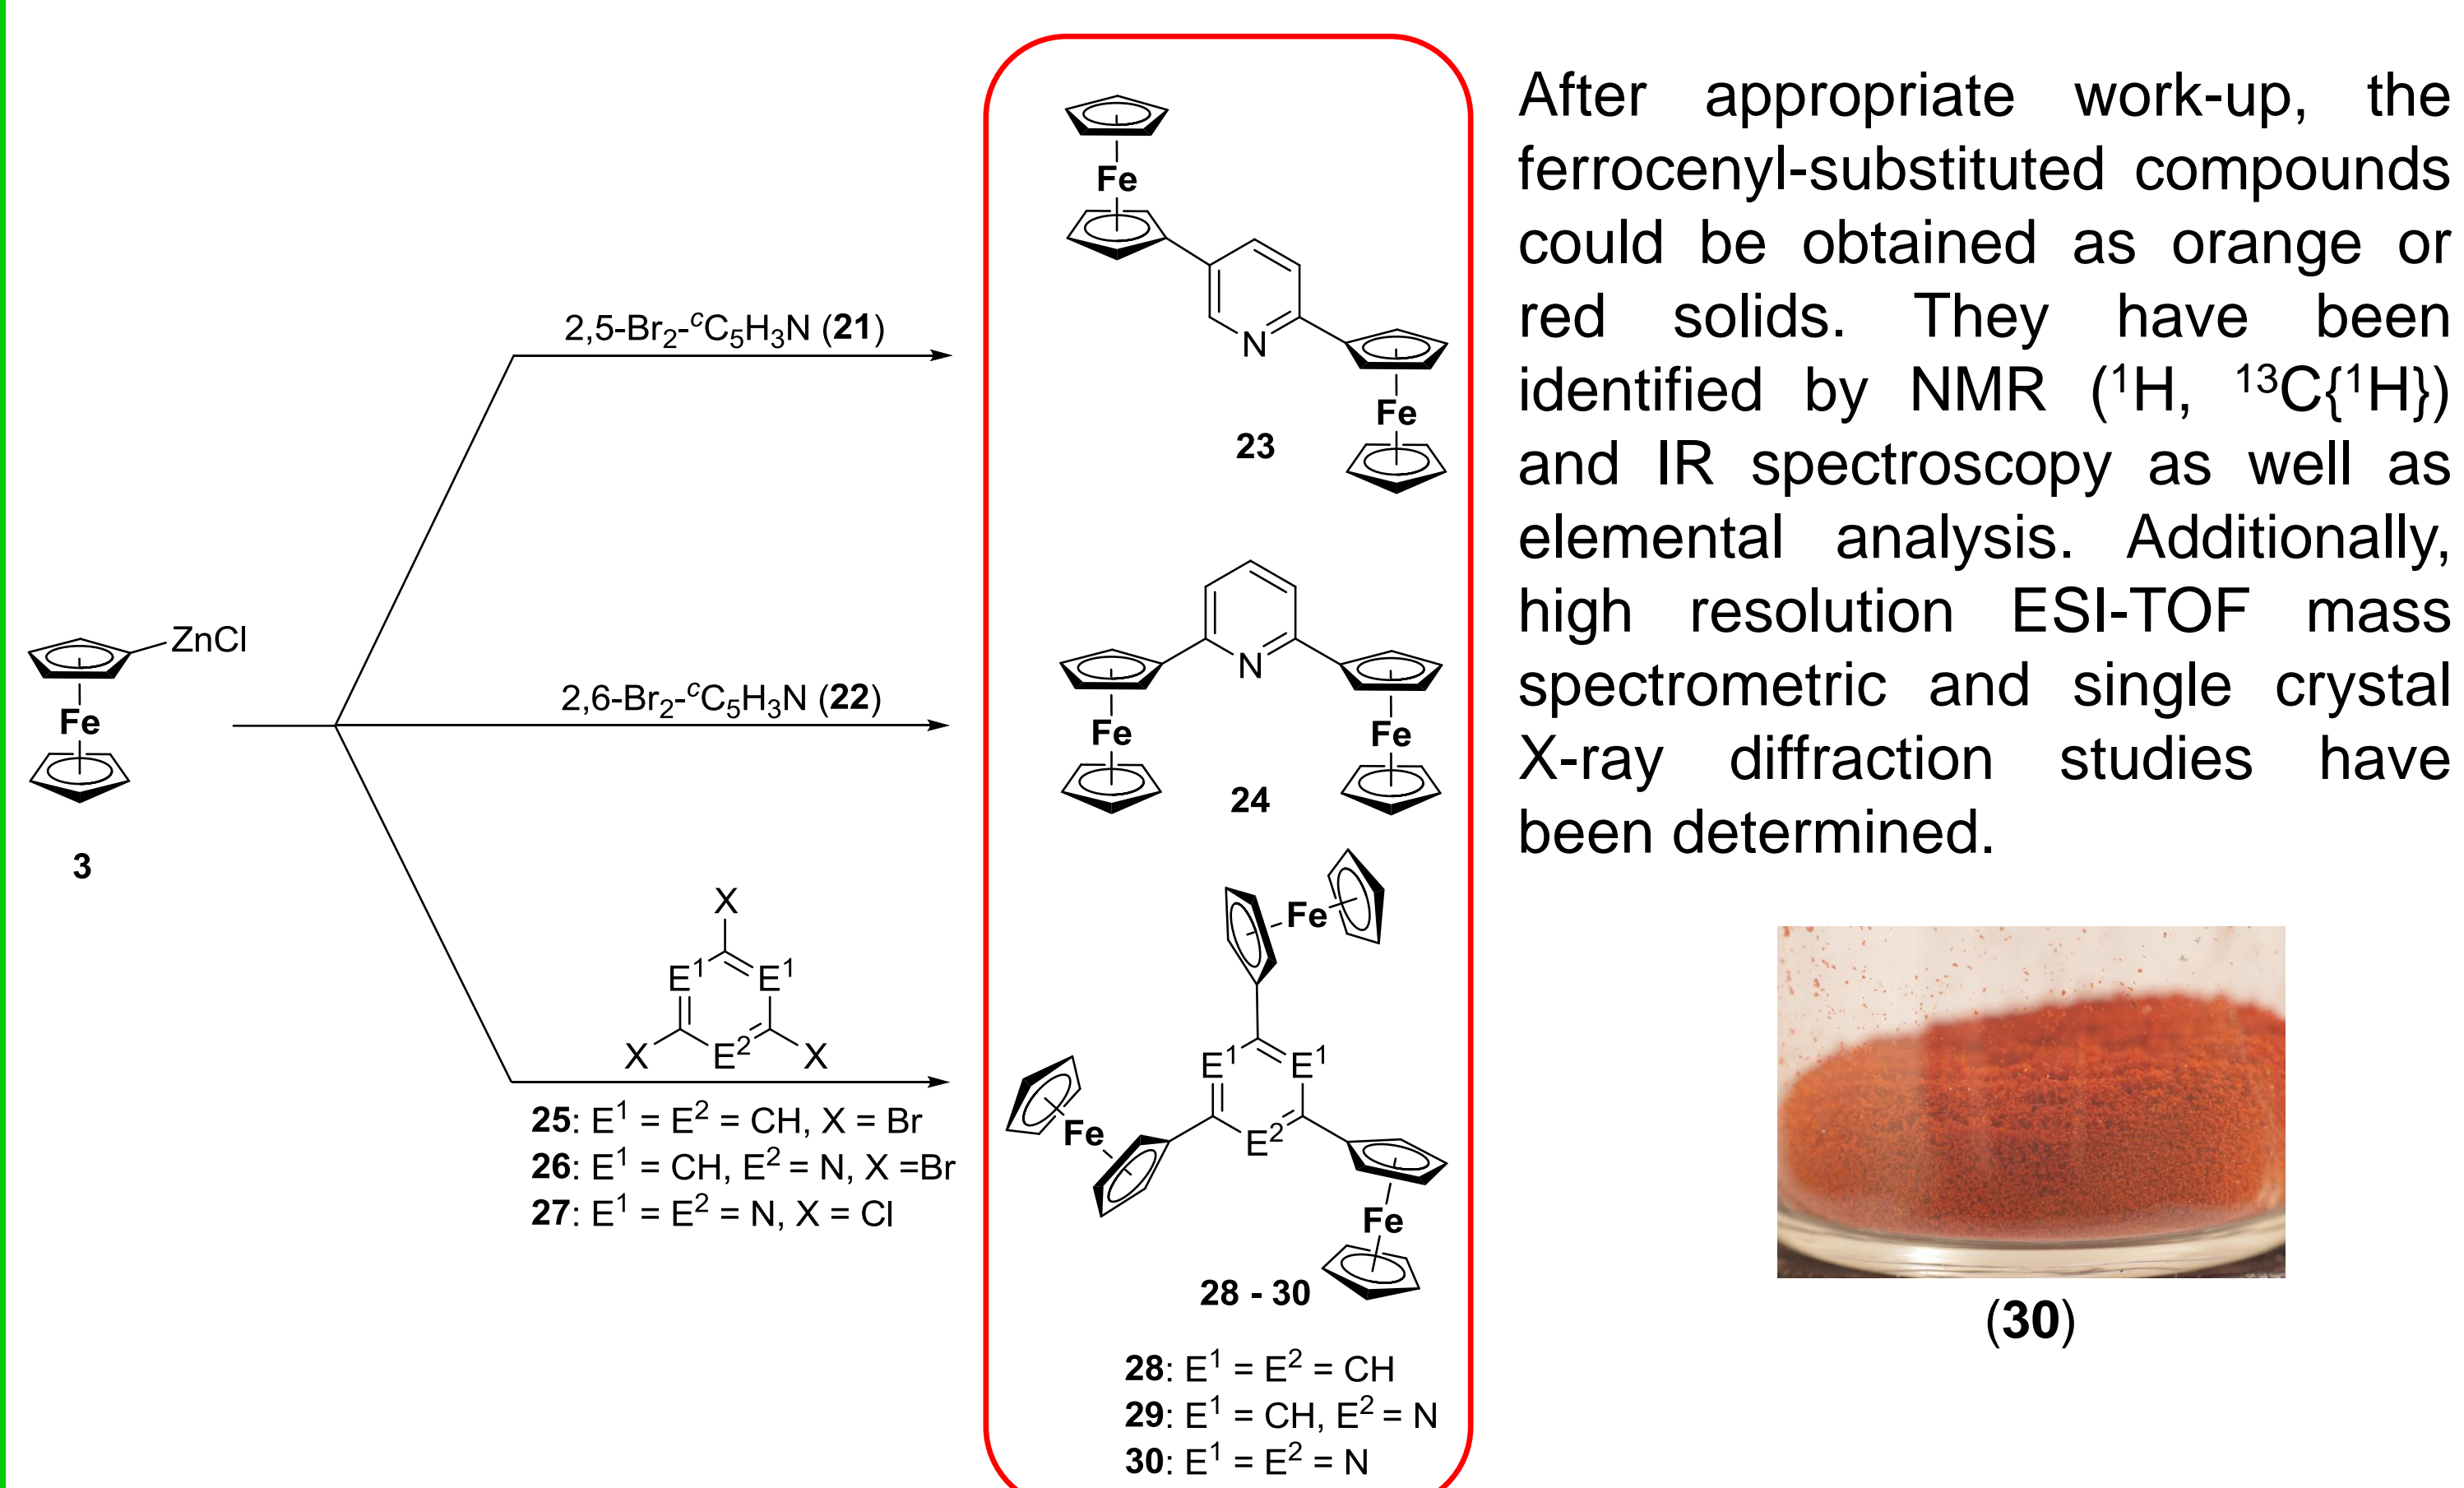 Fe
23
N
Fe
2,5-Br₂-ᶜC₅H₃N (21)
ZnCl
Fe
3
2,6-Br₂-ᶜC₅H₃N (22)
N
Fe
Fe
24
X
E¹
E¹
X
E²
X
25: E¹ = E² = CH, X = Br
26: E¹ = CH, E² = N, X =Br
27: E¹ = E² = N, X = Cl
Fe
E¹
E¹
Fe
E²
Fe
28 - 30
28: E¹ = E² = CH
29: E¹ = CH, E² = N
30: E¹ = E² = N
After appropriate work-up, the
ferrocenyl-substituted compounds
could be obtained as orange or
red solids. They have been
identified by NMR (¹H, ¹³C{¹H})
and IR spectroscopy as well as
elemental analysis. Additionally,
high resolution ESI-TOF mass
spectrometric and single crystal
X-ray diffraction studies have
been determined.
(30)